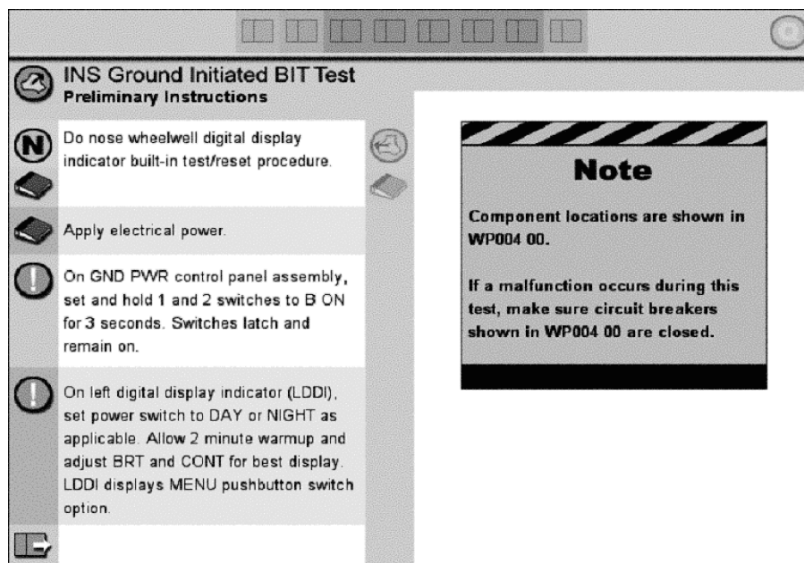 INS Ground Initiated BIT Test
Preliminary Instructions
N
Do nose wheelwell digital display
indicator built-in test/reset procedure.
Apply electrical power.
!
On GND PWR control panel assembly,
set and hold 1 and 2 switches to B ON
for 3 seconds. Switches latch and
remain on.
!
On left digital display indicator (LDDI),
set power switch to DAY or NIGHT as
applicable. Allow 2 minute warmup and
adjust BRT and CONT for best display.
LDDI displays MENU pushbutton switch
option.
Note
Component locations are shown in
WP004 00.
If a malfunction occurs during this
test, make sure circuit breakers
shown in WP004 00 are closed.